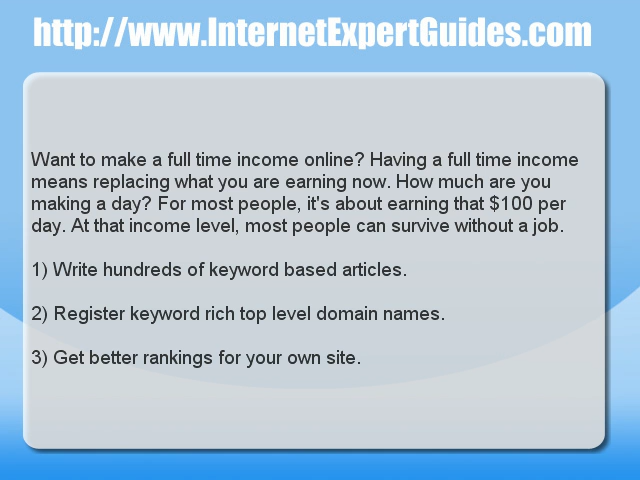 http://www.InternetExpertGuides.com
Want to make a full time income online? Having a full time income
means replacing what you are earning now. How much are you
making a day? For most people, it's about earning that $100 per
day. At that income level, most people can survive without a job.
1) Write hundreds of keyword based articles.
2) Register keyword rich top level domain names.
3) Get better rankings for your own site.